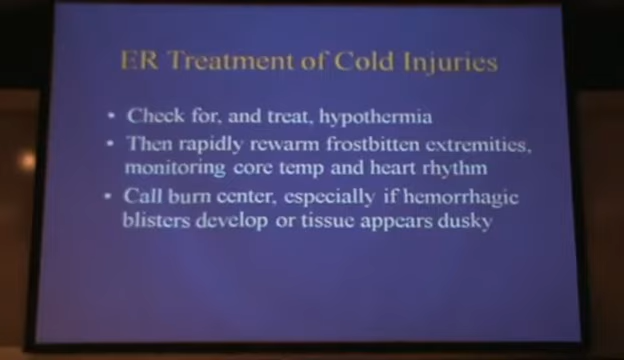 ER Treatment of Cold Injuries
• Check for, and treat, hypothermia
• Then rapidly rewarm frostbitten extremities,
monitoring core temp and heart rhythm
• Call burn center, especially if hemorrhagic
blisters develop or tissue appears dusky